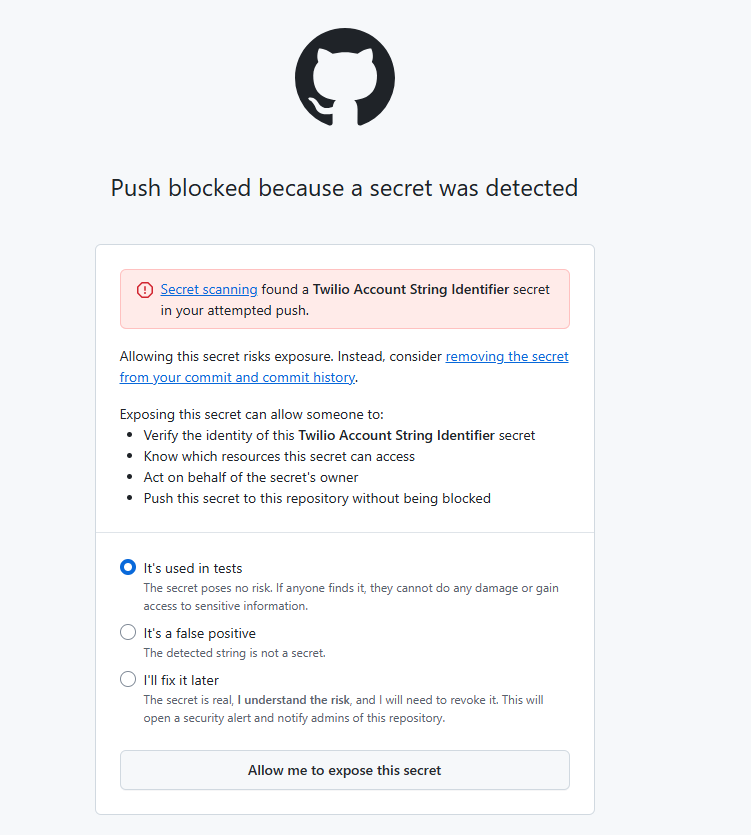 Push blocked because a secret was detected
Secret scanning found a Twilio Account String Identifier secret
in your attempted push.
Allowing this secret risks exposure. Instead, consider removing the secret
from your commit and commit history.
Exposing this secret can allow someone to:
• Verify the identity of this Twilio Account String Identifier secret
• Know which resources this secret can access
• Act on behalf of the secret's owner
• Push this secret to this repository without being blocked
It's used in tests
The secret poses no risk. If anyone finds it, they cannot do any damage or gain
access to sensitive information.
It's a false positive
The detected string is not a secret.
I'll fix it later
The secret is real, I understand the risk, and I will need to revoke it. This will
open a security alert and notify admins of this repository.
Allow me to expose this secret